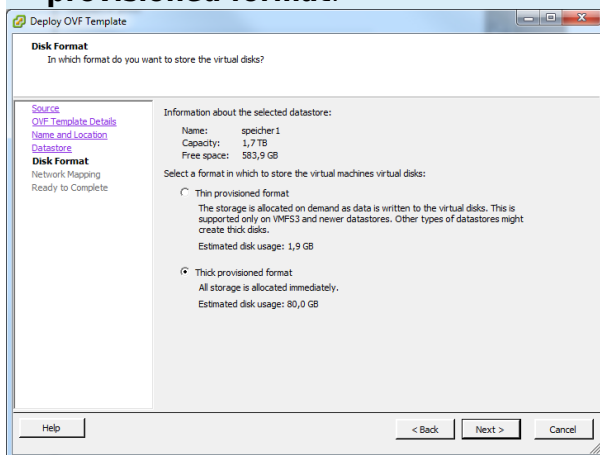 provisioned format.
Deploy OVF Template
Disk Format
In which format do you want to store the virtual disks?
Source
OVF Template Details
Name and Location
Datastore
Disk Format
Network Mapping
Ready to Complete
Information about the selected datastore:
Name: speicher1
Capacity: 1,7 TB
Free space: 583,9 GB
Select a format in which to store the virtual machines virtual disks:
Thin provisioned format
The storage is allocated on demand as data is written to the virtual disks. This is
supported only on VMFS3 and newer datastores. Other types of datastores might
create thick disks.
Estimated disk usage: 1,9 GB
Thick provisioned format
All storage is allocated immediately.
Estimated disk usage: 80,0 GB
Help
< Back
Next >
Cancel